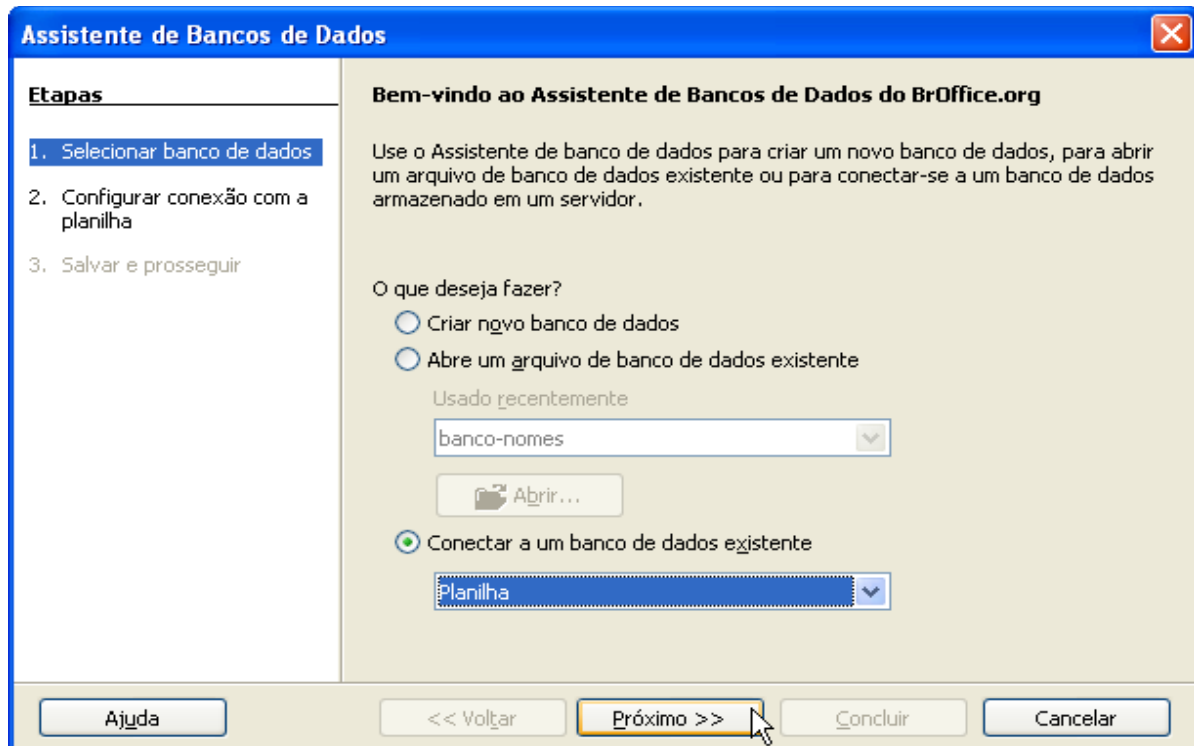 Assistente de Bancos de Dados
Etapas
1. Selecionar banco de dados
2. Configurar conexão com a
planilha
3. Salvar e prosseguir
Bem-vindo ao Assistente de Bancos de Dados do BrOffice.org
Use o Assistente de banco de dados para criar um novo banco de dados, para abrir
um arquivo de banco de dados existente ou para conectar-se a um banco de dados
armazenado em um servidor.
O que deseja fazer?
Criar novo banco de dados
Abre um arquivo de banco de dados existente
Usado recentemente
banco-nomes
Abrir...
Conectar a um banco de dados existente
Planilha
Ajuda
<< Voltar
Próximo >>
Concluir
Cancelar